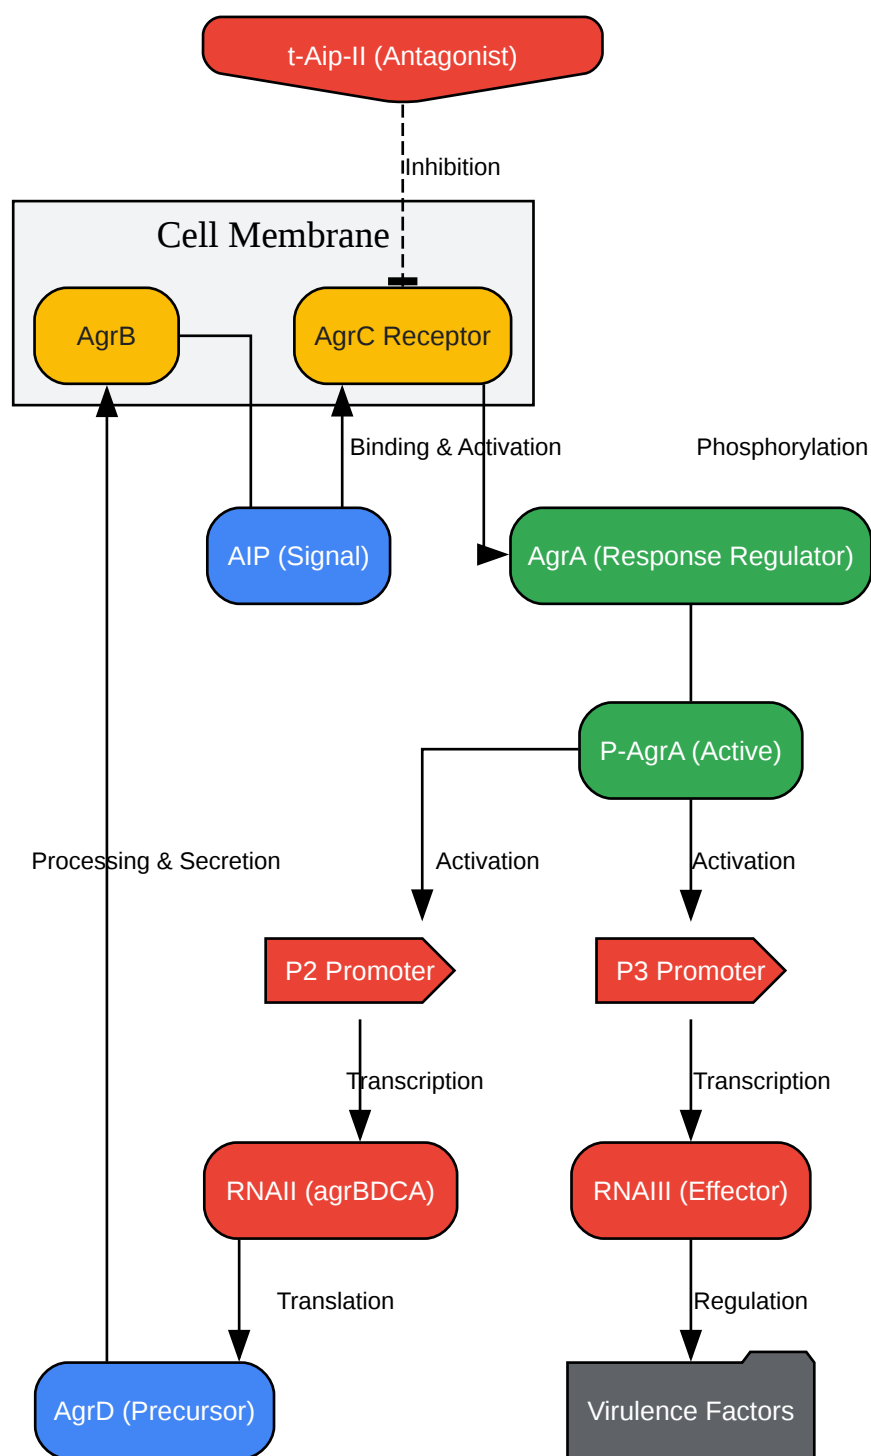 t-Aip-II (Antagonist)
Inhibition
Cell Membrane
AgrB
AgrC Receptor
Binding & Activation
Phosphorylation
AIP (Signal)
AgrA (Response Regulator)
P-AgrA (Active)
Processing & Secretion
Activation
Activation
P2 Promoter
P3 Promoter
Transcription
Transcription
RNAII (agrBDCA)
RNAIII (Effector)
Translation
Regulation
AgrD (Precursor)
Virulence Factors